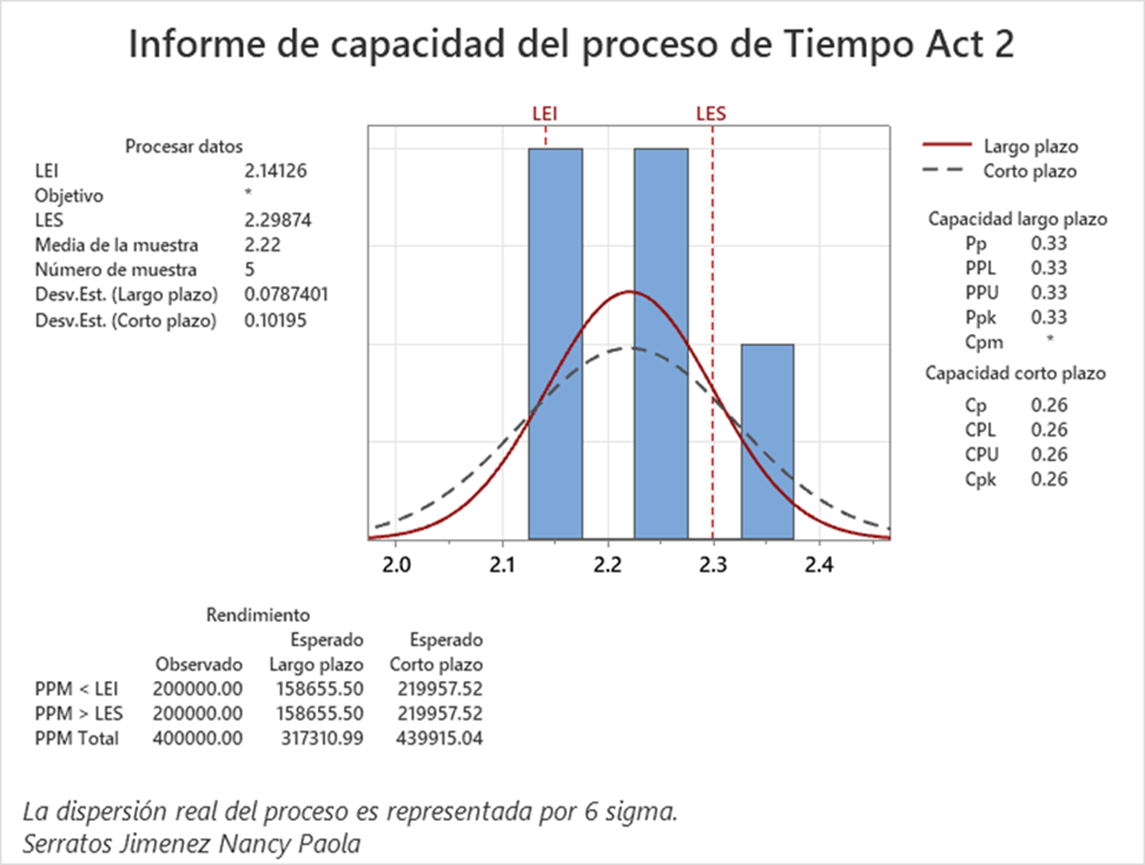 Informe de capacidad del proceso de Tiempo Act 2
LEI LES
Procesar datos
LEI 2.14126
Objetivo *
LES 2.29874
Media de la muestra 2.22
Número de muestra 5
Desv.Est. (Largo plazo) 0.0787401
Desv.Est. (Corto plazo) 0.10195
Largo plazo
Corto plazo
Capacidad largo plazo
Pp 0.33
PPL 0.33
PPU 0.33
Ppk 0.33
Cpm *
Capacidad corto plazo
Cp 0.26
CPL 0.26
CPU 0.26
Cpk 0.26
2.0 2.1 2.2 2.3 2.4
Rendimiento
Esperado Esperado
Observado Largo plazo Corto plazo
PPM < LEI 200000.00 158655.50 219957.52
PPM > LES 200000.00 158655.50 219957.52
PPM Total 400000.00 317310.99 439915.04
La dispersión real del proceso es representada por 6 sigma.
Serratos Jimenez Nancy Paola